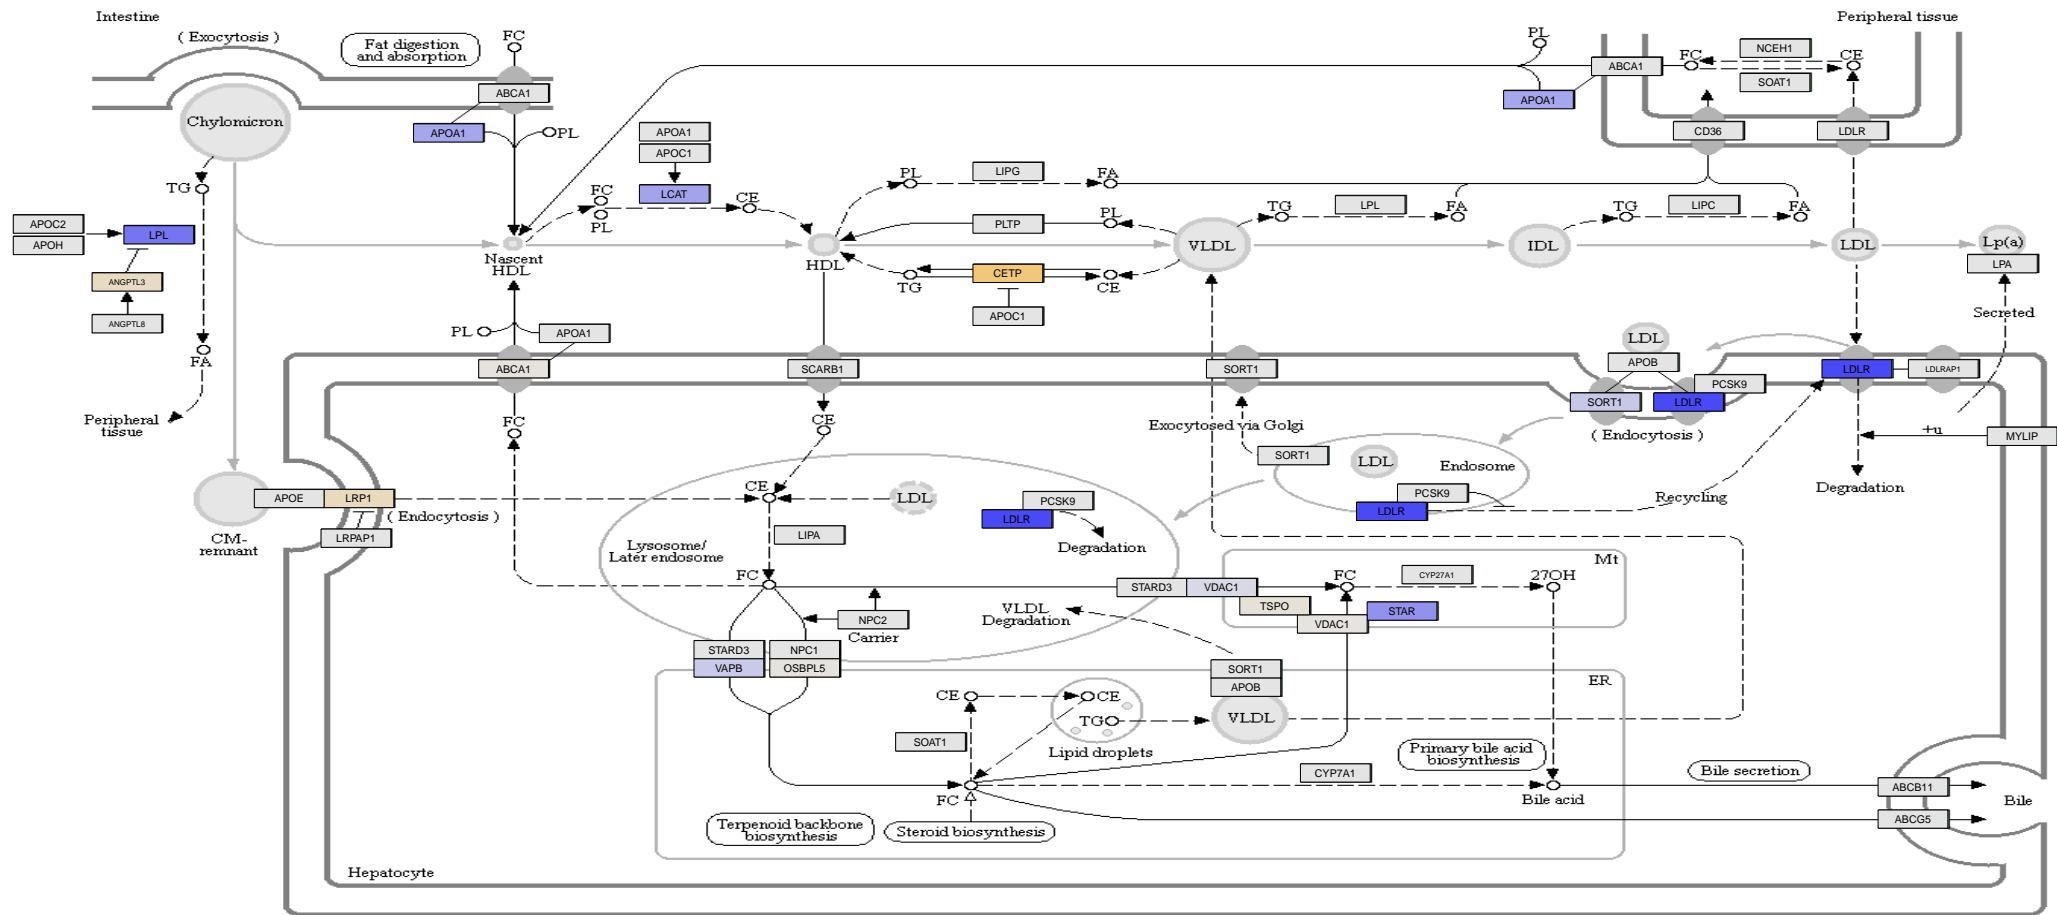 Intestine
( Exocytosis )
Fat digestion
and absorption
FC
PL
Peripheral tissue
ABCA1
FC
NCEH1
CE
SOAT1
APOA1
ABCA1
Chylomicron
APOA1
PL
APOA1
APOC1
CD36
LDLR
TG
FC
PL
LCAT
CE
PL
LIPG
FA
TG
LPL
FA
TG
LIPC
FA
APOC2
APOH
LPL
PLTP
PL
Nascent
HDL
HDL
VLDL
IDL
LDL
Lp(a)
LPA
ANGPTL3
ANGPTL8
TG
CETP
CE
APOC1
Secreted
PL
APOA1
FA
ABCA1
SCARB1
SORT1
LDL
APOB
SORT1
LDLR
PCSK9
( Endocytosis )
LDLR
LDLRAP1
Peripheral
tissue
FC
CE
Exocytosed via Golgi
SORT1
LDL
Endosome
PCSK9
LDLR
Recycling
+u
MYLIP
Degradation
APOE
LRP1
( Endocytosis )
LRPAP1
CM-
remnant
CE
LDL
PCSK9
LDLR
Degradation
LIPA
Lysosome/
Later endosome
FC
STARD3
VDAC1
TSPO
VDAC1
STAR
FC
CYP27A1
27OH
Mt
NPC2
Carrier
VLDL
Degradation
STARD3
VAPB
NPC1
OSBPL5
SORT1
APOB
VLDL
ER
CE
CE
TG
Lipid droplets
SOAT1
FC
CYP7A1
Primary bile acid
biosynthesis
Bile acid
Bile secretion
ABCB11
ABCG5
Bile
Terpenoid backbone
biosynthesis
Steroid biosynthesis
Hepatocyte